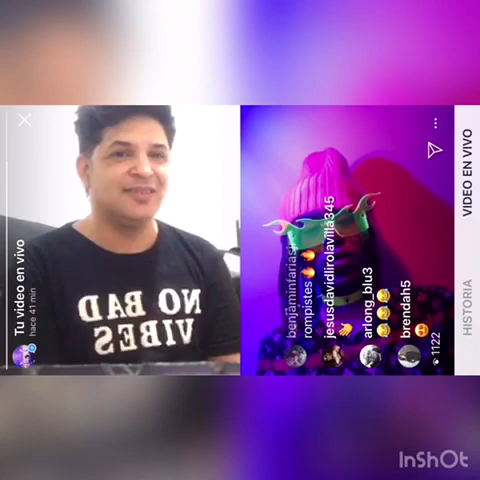 Tu video en vivo
hace 41 min
NO BAD
VIBES
benjaminfariasj
rompistes 🔥🔥
jesusdavidlirolavilla345
👏
arlong_blu3
😂😂😂
brendah5
😍
1122
HISTORIA
VIDEO EN VIVO
InShOt